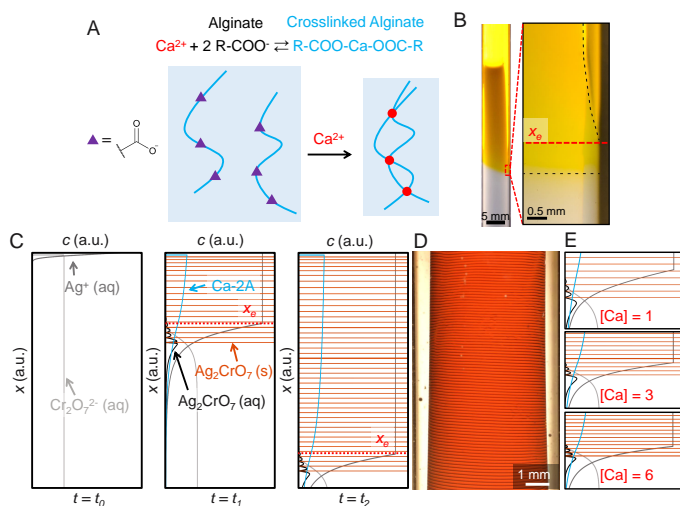 A
Alginate
Crosslinked Alginate
Ca²⁺ + 2 R-COO⁻ ⇄ R-COO-Ca-OOC-R
O
O⁻
=
Ca²⁺
B
xₑ
5 mm
0.5 mm
C
c (a.u.)
c (a.u.)
c (a.u.)
x (a.u.)
x (a.u.)
x (a.u.)
Ag⁺ (aq)
Cr₂O₇²⁻ (aq)
t = t₀
Ca-2A
xₑ
Ag₂CrO₇ (s)
Ag₂CrO₇ (aq)
t = t₁
xₑ
t = t₂
D
1 mm
E
[Ca] = 1
[Ca] = 3
[Ca] = 6